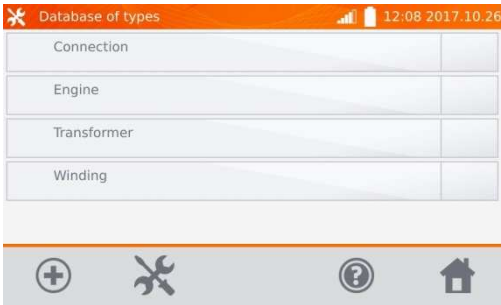 Database of types 12:08 2017.10.26
Connection
Engine
Transformer
Winding